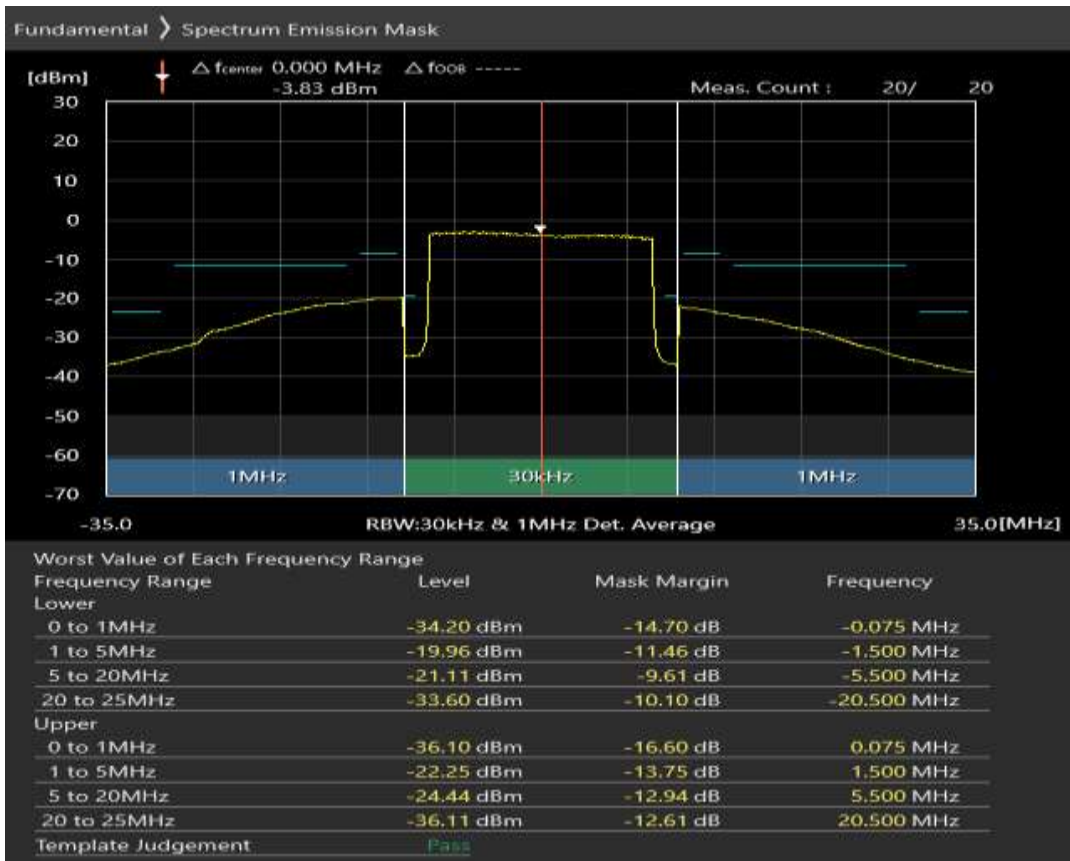 Fundamental ❯ Spectrum Emission Mask
△ fcenter 0.000 MHz △ fOOB -----
[dBm]
-3.83 dBm Meas. Count : 20/ 20
30
20
10
0
-10
-20
-30
-40
-50
-60
1MHz 30kHz 1MHz
-70
-35.0 RBW:30kHz & 1MHz Det. Average 35.0[MHz]
Worst Value of Each Frequency Range
Frequency Range Level Mask Margin Frequency
Lower
0 to 1MHz -34.20 dBm -14.70 dB -0.075 MHz
1 to 5MHz -19.96 dBm -11.46 dB -1.500 MHz
5 to 20MHz -21.11 dBm -9.61 dB -5.500 MHz
20 to 25MHz -33.60 dBm -10.10 dB -20.500 MHz
Upper
0 to 1MHz -36.10 dBm -16.60 dB 0.075 MHz
1 to 5MHz -22.25 dBm -13.75 dB 1.500 MHz
5 to 20MHz -24.44 dBm -12.94 dB 5.500 MHz
20 to 25MHz -36.11 dBm -12.61 dB 20.500 MHz
Template Judgement Pass